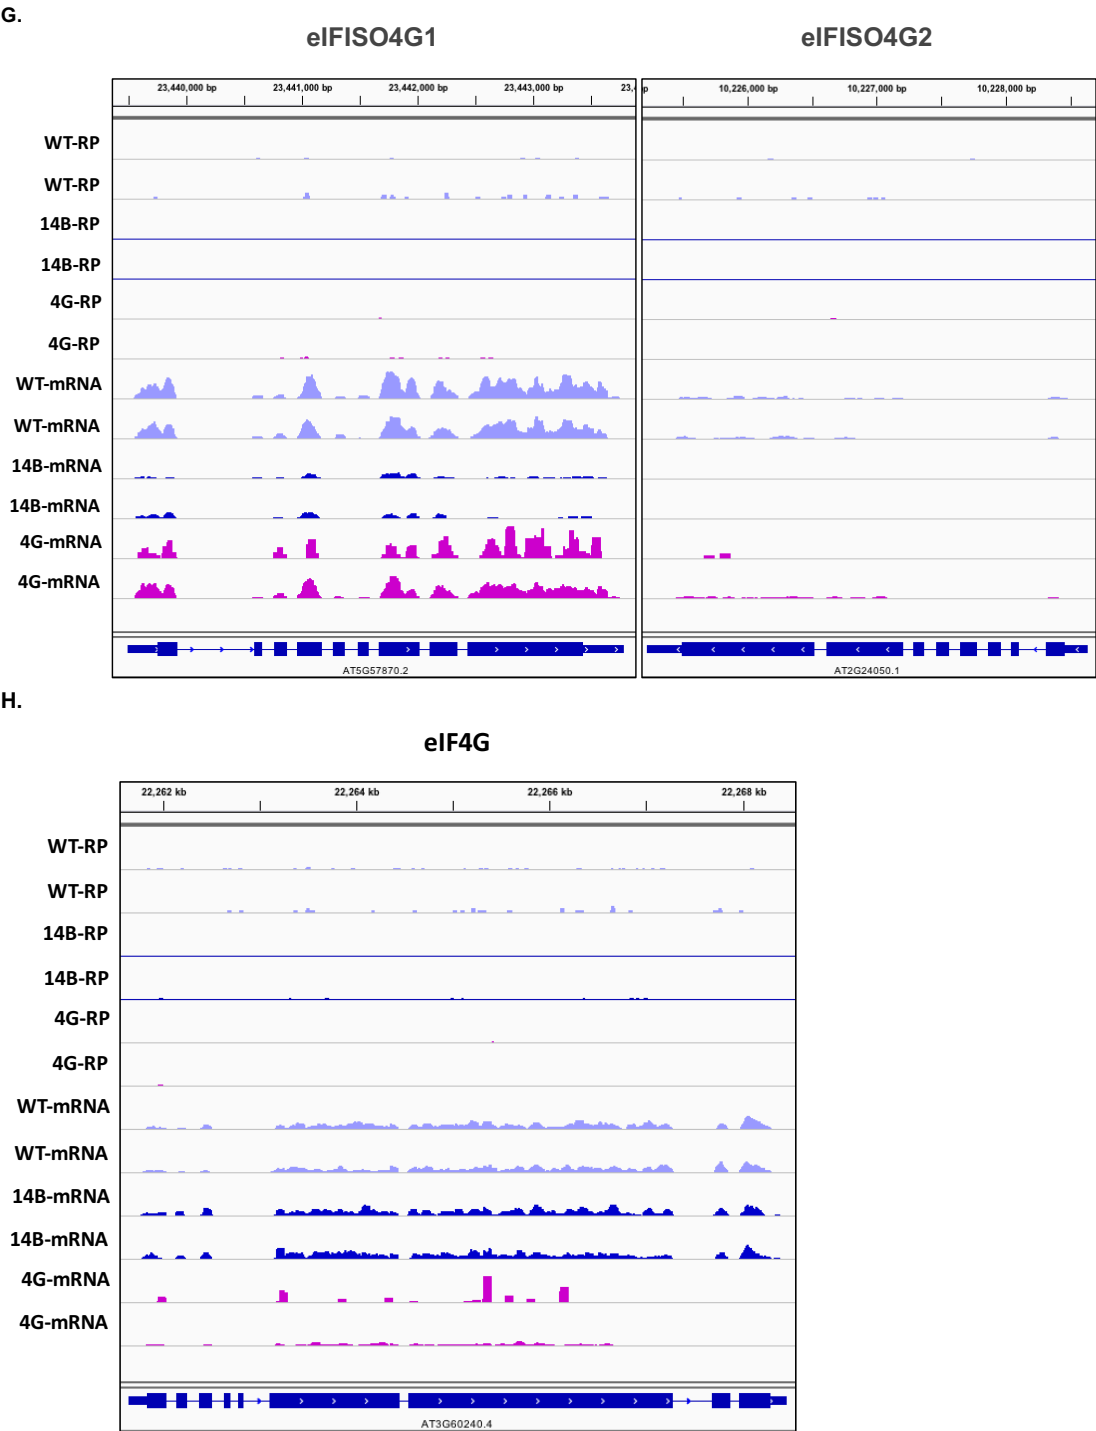 G.
eIFISO4G1
eIFISO4G2
23,440,000 bp 23,441,000 bp 23,442,000 bp 23,443,000 bp 23,4
p 10,226,000 bp 10,227,000 bp 10,228,000 bp
WT-RP
WT-RP
14B-RP
14B-RP
4G-RP
4G-RP
WT-mRNA
WT-mRNA
14B-mRNA
14B-mRNA
4G-mRNA
4G-mRNA
AT5G57870.2
AT2G24050.1
H.
eIF4G
22,262 kb 22,264 kb 22,266 kb 22,268 kb
WT-RP
WT-RP
14B-RP
14B-RP
4G-RP
4G-RP
WT-mRNA
WT-mRNA
14B-mRNA
14B-mRNA
4G-mRNA
4G-mRNA
AT3G60240.4